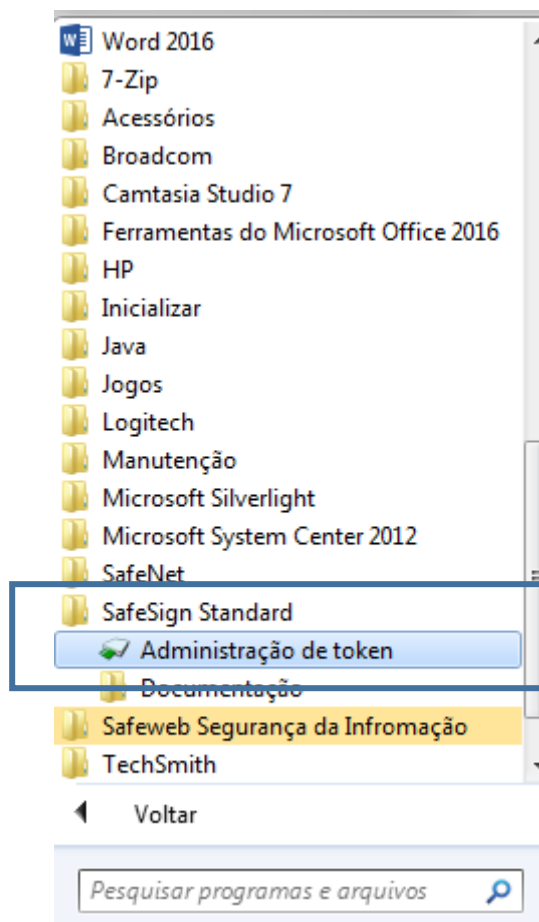 Word 2016
7-Zip
Acessórios
Broadcom
Camtasia Studio 7
Ferramentas do Microsoft Office 2016
HP
Inicializar
Java
Jogos
Logitech
Manutenção
Microsoft Silverlight
Microsoft System Center 2012
SafeNet
SafeSign Standard
Administração de token
Documentação
Safeweb Segurança da Infromação
TechSmith
Voltar
Pesquisar programas e arquivos